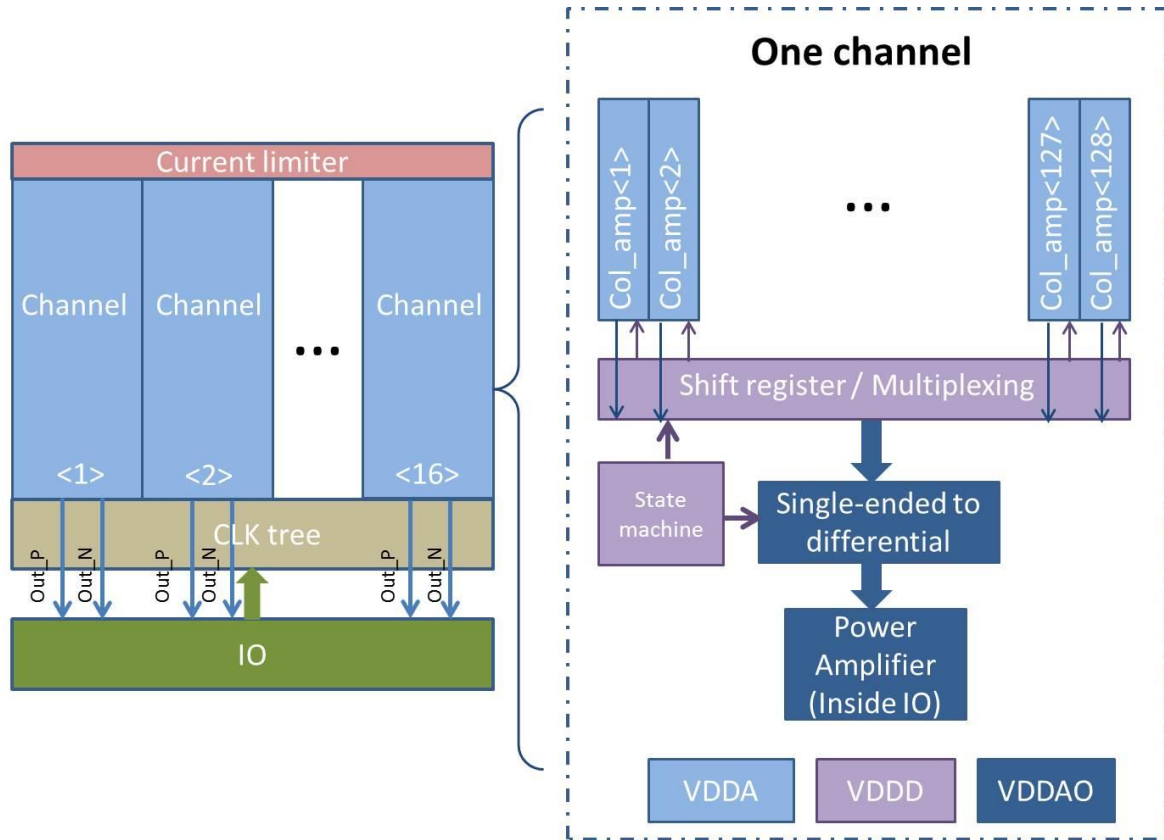 Current limiter
Channel
Channel
...
Channel
<1>
<2>
<16>
CLK tree
Out_P
Out_N
Out_P
Out_N
Out_P
Out_N
IO
One channel
Col_amp<1>
Col_amp<2>
...
Col_amp<127>
Col_amp<128>
Shift register / Multiplexing
State
machine
Single-ended to
differential
Power
Amplifier
(Inside IO)
VDDA
VDDD
VDDAO